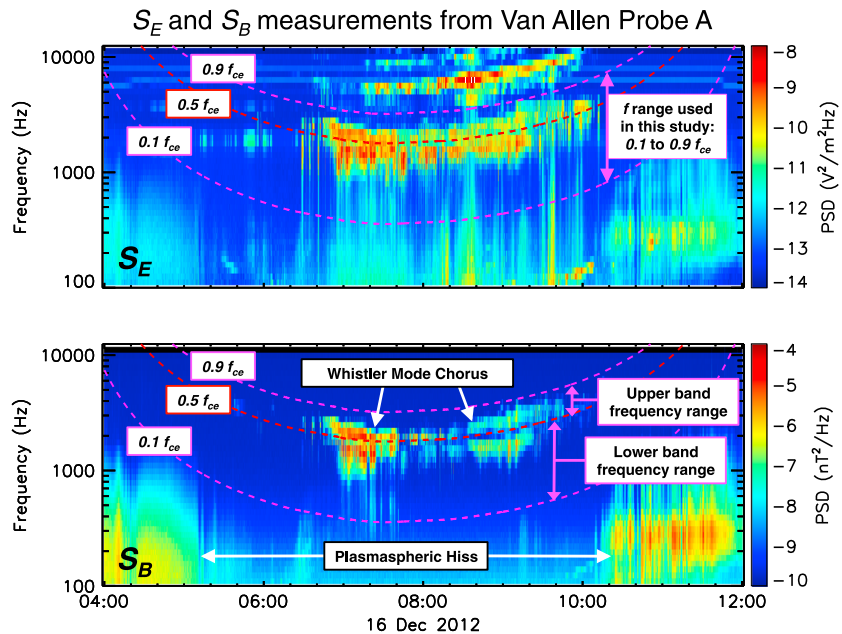 S_E and S_B measurements from Van Allen Probe A
10000
1000
100
Frequency (Hz)
0.9 f_ce
0.5 f_ce
0.1 f_ce
f range used
in this study:
0.1 to 0.9 f_ce
S_E
−8
−9
−10
−11
−12
−13
−14
PSD (V²/m²Hz)
10000
1000
100
Frequency (Hz)
0.9 f_ce
0.5 f_ce
0.1 f_ce
Whistler Mode Chorus
Upper band
frequency range
Lower band
frequency range
Plasmaspheric Hiss
S_B
−4
−5
−6
−7
−8
−9
−10
PSD (nT²/Hz)
04:00 06:00 08:00 10:00 12:00
16 Dec 2012